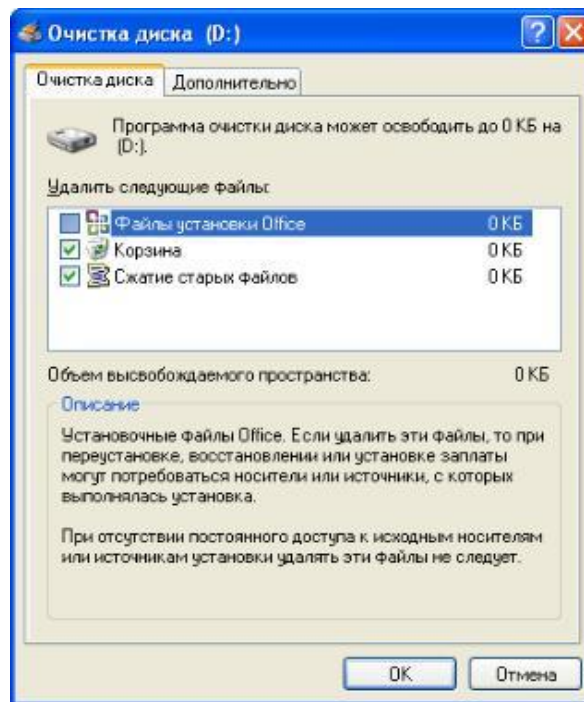 Очистка диска (D:)
Очистка диска Дополнительно
Программа очистки диска может освободить до 0 КБ на
(D:).
Удалить следующие файлы:
Файлы установки Office 0 КБ
Корзина 0 КБ
Сжатие старых файлов 0 КБ
Объем высвобождаемого пространства: 0 КБ
Описание
Установочные файлы Office. Если удалить эти файлы, то при
переустановке, восстановлении или установке заплаты
могут потребоваться носители или источники, с которых
выполнялась установка.
При отсутствии постоянного доступа к исходным носителям
или источникам установки удалять эти файлы не следует.
OK Отмена